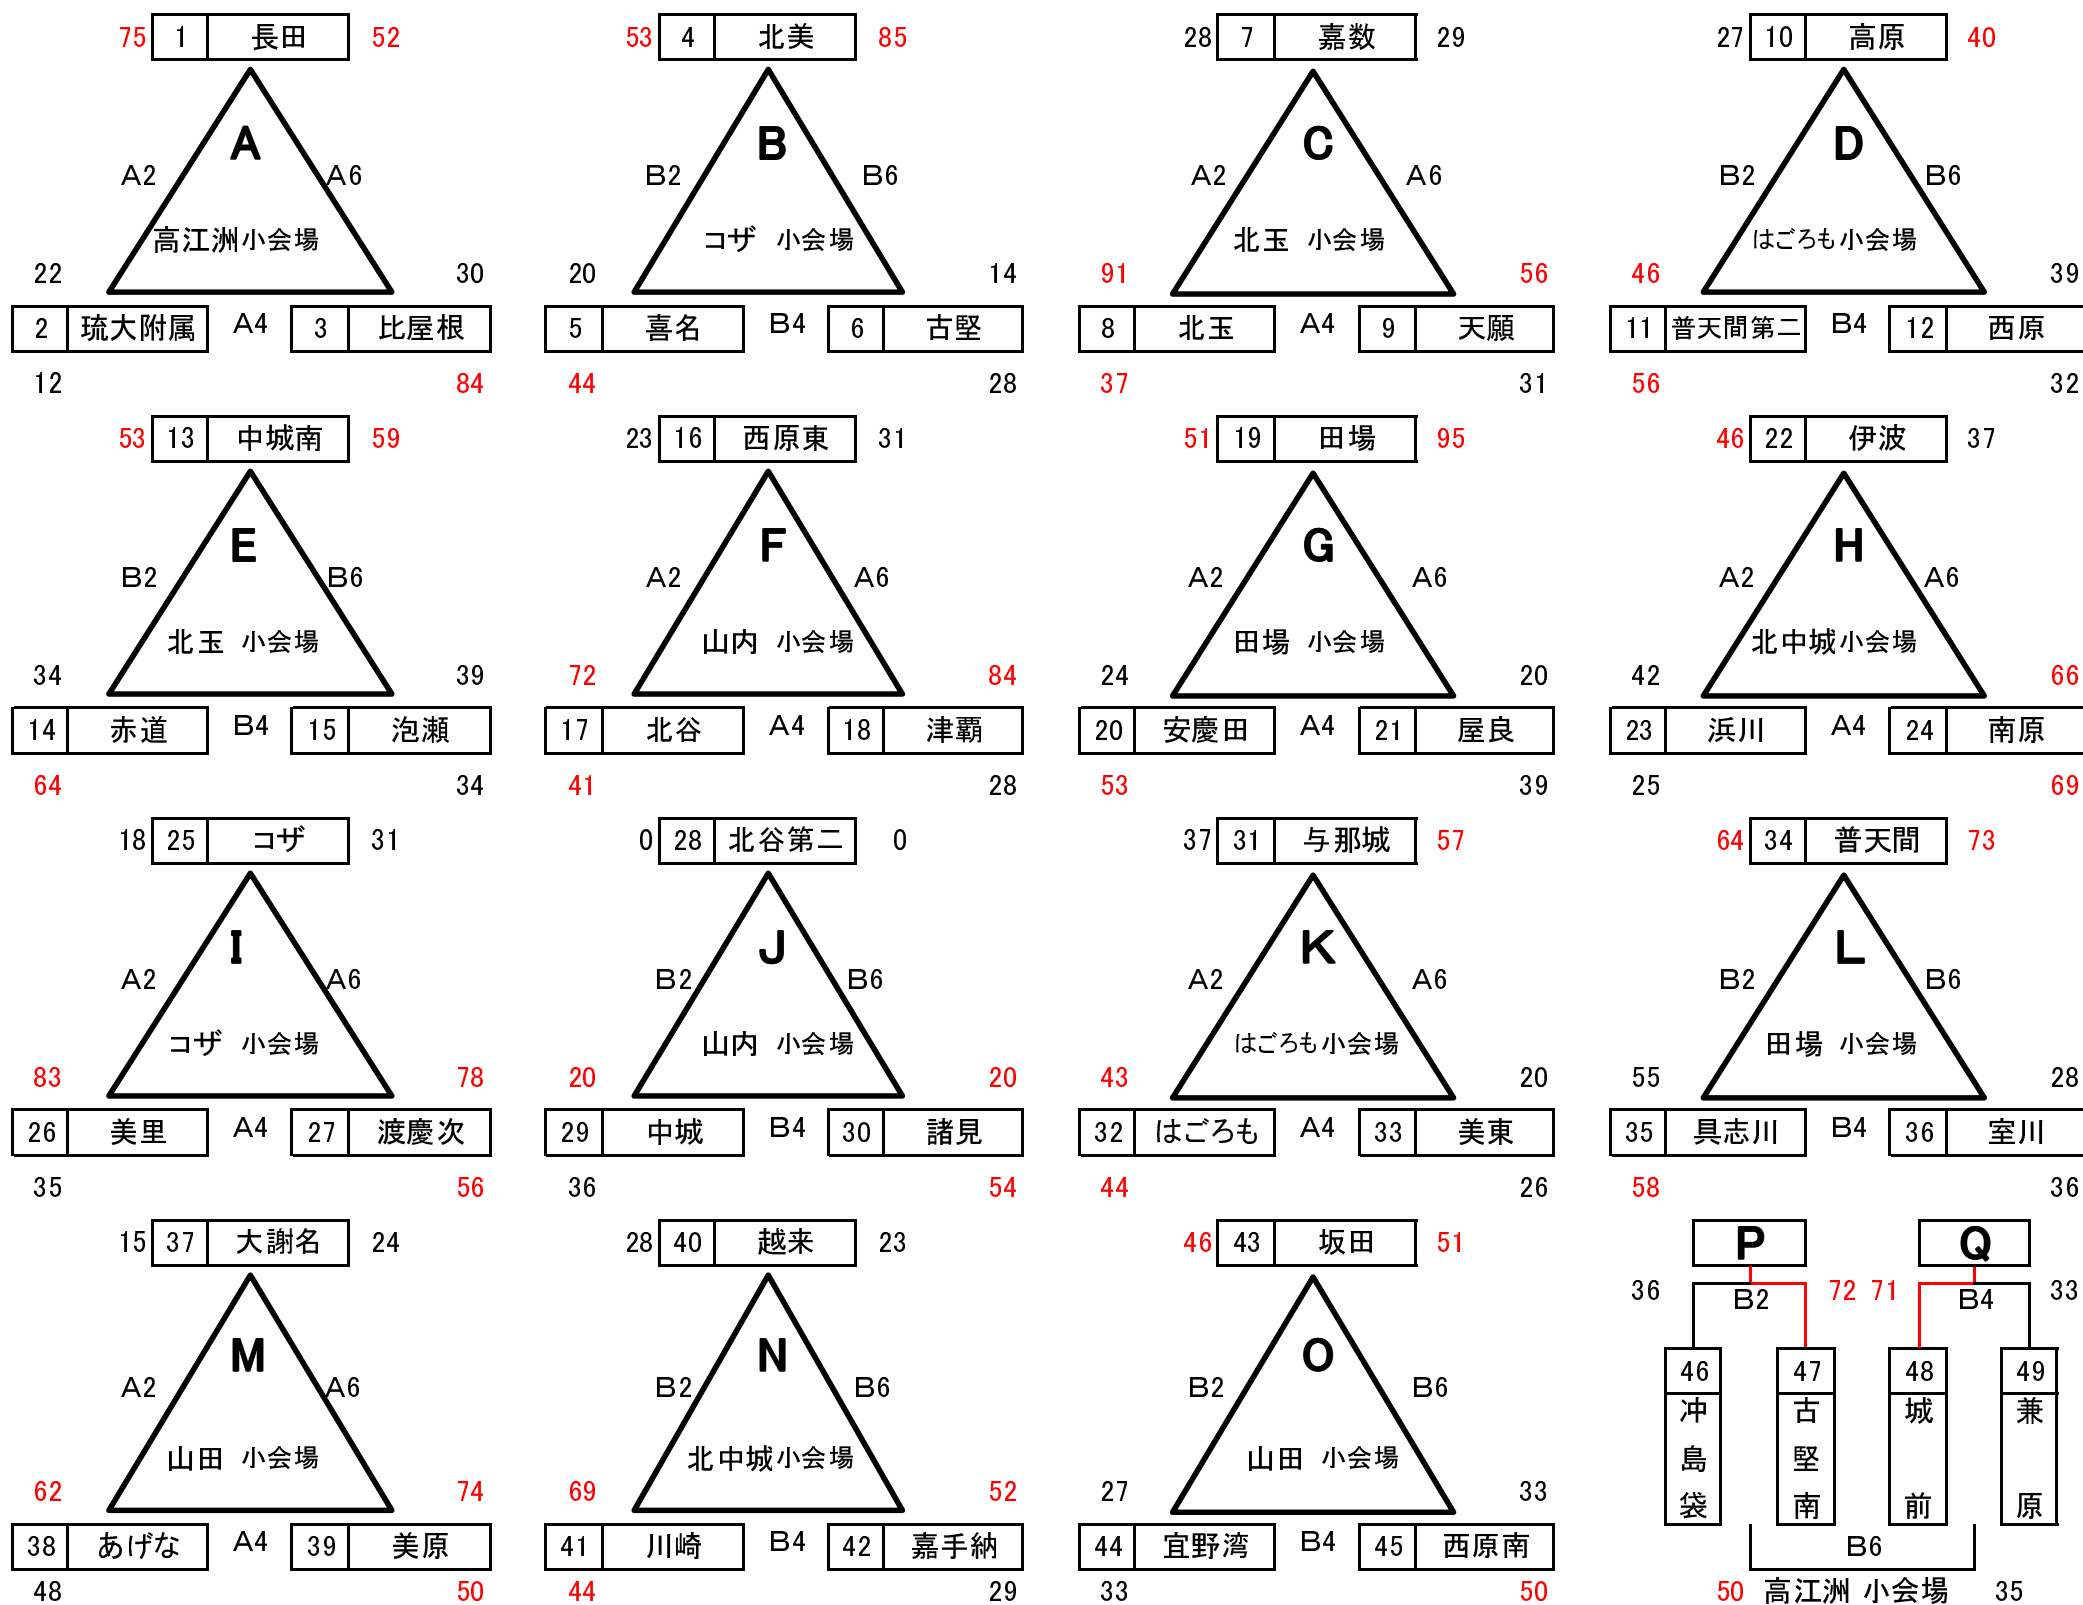 75 1 長田 52
53 4 北美 85
28 7 嘉数 29
27 10 高原 40
A
B
C
D
A2 A6
B2 B6
A2 A6
B2 B6
高江洲小会場
コザ 小会場
北玉 小会場
はごろも小会場
22 30
20 14
91 56
46 39
2 琉大附属 A4 3 比屋根
5 喜名 B4 6 古堅
8 北玉 A4 9 天願
11 普天間第二 B4 12 西原
12 84
44 28
37 31
56 32
53 13 中城南 59
23 16 西原東 31
51 19 田場 95
46 22 伊波 37
E
F
G
H
B2 B6
A2 A6
A2 A6
A2 A6
北玉 小会場
山内 小会場
田場 小会場
北中城小会場
34 39
72 84
24 20
42 66
14 赤道 B4 15 泡瀬
17 北谷 A4 18 津覇
20 安慶田 A4 21 屋良
23 浜川 A4 24 南原
64 34
41 28
53 39
25 69
18 25 コザ 31
0 28 北谷第二 0
37 31 与那城 57
64 34 普天間 73
I
J
K
L
A2 A6
B2 B6
A2 A6
B2 B6
コザ 小会場
山内 小会場
はごろも小会場
田場 小会場
83 78
20 20
43 20
55 28
26 美里 A4 27 渡慶次
29 中城 B4 30 諸見
32 はごろも A4 33 美東
35 具志川 B4 36 室川
35 56
36 54
44 26
58 36
15 37 大謝名 24
28 40 越来 23
46 43 坂田 51
P Q
36 B2 72 71 B4 33
M
N
O
A2 A6
B2 B6
B2 B6
46 47 48 49
冲島袋
古堅南
城前
兼原
山田 小会場
北中城小会場
山田 小会場
62 74
69 52
27 33
38 あげな A4 39 美原
41 川崎 B4 42 嘉手納
44 宜野湾 B4 45 西原南
B6
48 50
44 29
33 50
50 高江洲 小会場 35